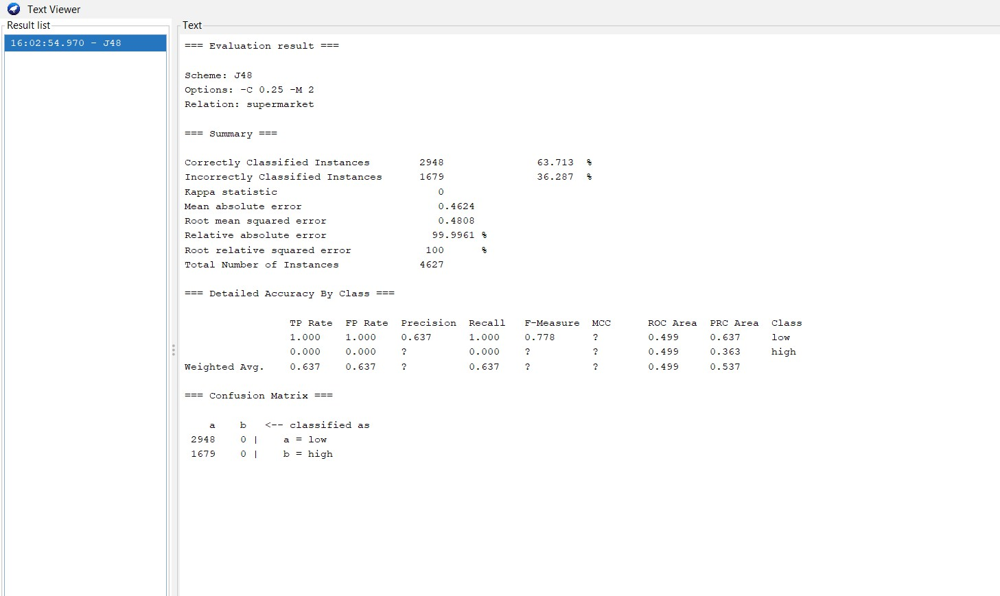 Text Viewer
Result list
16:02:54.970 - J48
Text
=== Evaluation result ===
Scheme: J48
Options: -C 0.25 -M 2
Relation: supermarket
=== Summary ===
Correctly Classified Instances 2948 63.713 %
Incorrectly Classified Instances 1679 36.287 %
Kappa statistic 0
Mean absolute error 0.4624
Root mean squared error 0.4808
Relative absolute error 99.9961 %
Root relative squared error 100 %
Total Number of Instances 4627
=== Detailed Accuracy By Class ===
TP Rate FP Rate Precision Recall F-Measure MCC ROC Area PRC Area Class
1.000 1.000 0.637 1.000 0.778 ? 0.499 0.637 low
0.000 0.000 ? 0.000 ? ? 0.499 0.363 high
Weighted Avg. 0.637 0.637 ? 0.637 ? ? 0.499 0.537
=== Confusion Matrix ===
a b <-- classified as
2948 0 | a = low
1679 0 | b = high